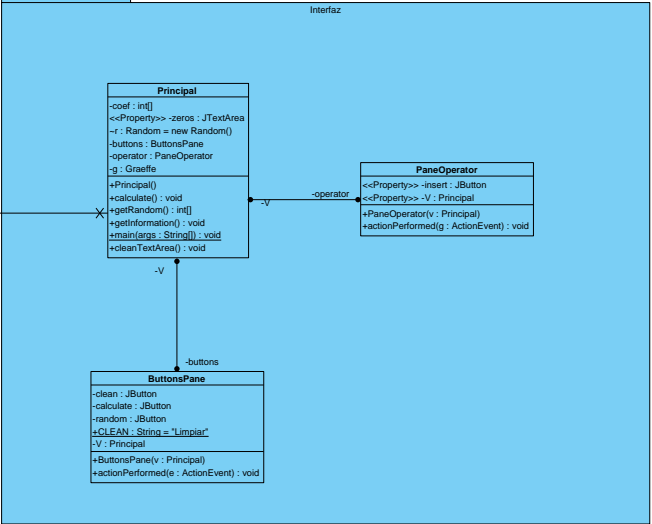 Interfaz
Principal
-coef : int[]
<<Property>> -zeros : JTextArea
~r : Random = new Random()
-buttons : ButtonsPane
-operator : PaneOperator
-g : Graeffe
+Principal()
+calculate() : void
+getRandom() : int[]
+getInformation() : void
+main(args : String[]) : void
+cleanTextArea() : void
-V
-operator
PaneOperator
<<Property>> -insert : JButton
<<Property>> -V : Principal
+PaneOperator(v : Principal)
+actionPerformed(g : ActionEvent) : void
-V
-buttons
ButtonsPane
-clean : JButton
-calculate : JButton
-random : JButton
+CLEAN : String = "Limpiar"
-V : Principal
+ButtonsPane(v : Principal)
+actionPerformed(e : ActionEvent) : void